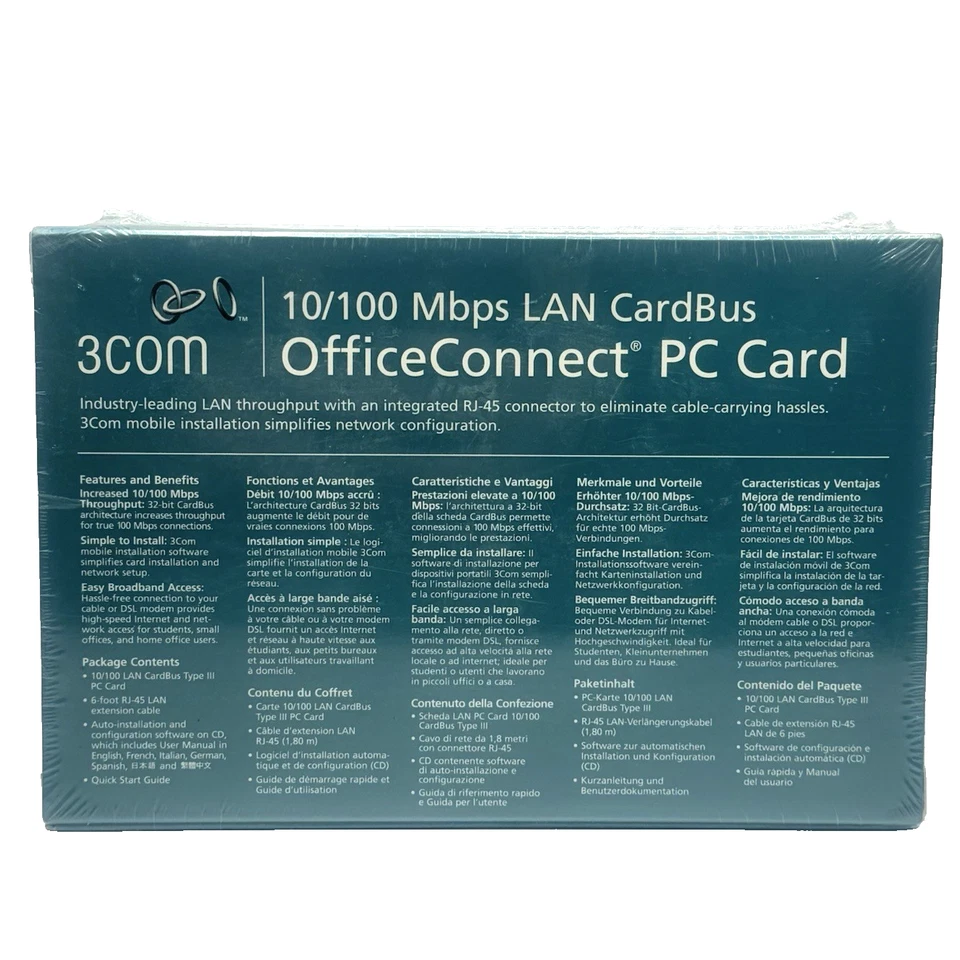 3COM
TM
10/100 Mbps LAN CardBus
OfficeConnect® PC Card
Industry-leading LAN throughput with an integrated RJ-45 connector to eliminate cable-carrying hassles.
3Com mobile installation simplifies network configuration.
Features and Benefits
Increased 10/100 Mbps
Throughput: 32-bit CardBus
architecture increases throughput
for true 100 Mbps connections.
Simple to Install: 3Com
mobile installation software
simplifies card installation and
network setup.
Easy Broadband Access:
Hassle-free connection to your
cable or DSL modem provides
high-speed Internet and net-
work access for students, small
offices, and home office users.
Package Contents
• 10/100 LAN CardBus Type III
PC Card
• 6-foot RJ-45 LAN
extension cable
• Auto-installation and
configuration software on CD,
which includes User Manual in
English, French, Italian, German,
Spanish, 日本語 and 繁體中文
• Quick Start Guide
Fonctions et Avantages
Débit 10/100 Mbps accrû :
L'architecture CardBus 32 bits
augmente le débit pour de
vraies connexions 100 Mbps.
Installation simple : Le logi-
ciel d'installation mobile 3Com
simplifie l'installation de la
carte et la configuration du
réseau.
Accès à large bande aisé :
Une connexion sans problème
à votre câble ou à votre modem
DSL fournit un accès Internet
et réseau à haute vitesse aux
étudiants, aux petits bureaux
et aux utilisateurs travaillant
à domicile.
Contenu du Coffret
• Carte 10/100 LAN CardBus
Type III PC Card
• Câble d'extension LAN
RJ-45 (1,80 m)
• Logiciel d'installation automa-
tique et de configuration (CD)
• Guide de démarrage rapide et
Guide d'utilisation
Caratteristiche e Vantaggi
Prestazioni elevate a 10/100
Mbps: l'architettura a 32-bit
della scheda CardBus permette
connessioni a 100 Mbps effettivi,
migliorando le prestazioni.
Semplice da installare: Il
software di installazione per
dispositivi portatili 3Com sempli-
fica l'installazione della scheda
e la configurazione in rete.
Facile accesso a larga
banda: Un semplice collega-
mento alla rete, diretto o
tramite modem DSL, fornisce
accesso ad alta velocità alla rete
locale o ad internet; ideale per
studenti o utenti che lavorano
in piccoli uffici o a casa.
Contenuto della Confezione
• Scheda LAN PC Card 10/100
CardBus Type III
• Cavo di rete da 1,8 metri
con connettore RJ-45
• CD contenente software
di auto-installazione e
configurazione
• Guida di riferimento rapido
e Guida per l'utente
Merkmale und Vorteile
Erhöhter 10/100 Mbps-
Durchsatz: 32 Bit-CardBus-
Architektur erhöht Durchsatz
für echte 100 Mbps-
Verbindungen.
Einfache Installation: 3Com-
Installationssoftware verein-
facht Karteninstallation und
Netzwerkkonfiguration.
Bequemer Breitbandzugriff:
Bequeme Verbindung zu Kabel-
oder DSL-Modem für Internet-
und Netzwerkzugriff mit
Hochgeschwindigkeit. Ideal für
Studenten, Kleinunternehmen
und das Büro zu Hause.
Paketinhalt
• PC-Karte 10/100 LAN
CardBus Typ III
• RJ-45 LAN-Verlängerungskabel
(1,80 m)
• Software zur automatischen
Installation und Konfiguration
(CD)
• Kurzanleitung und
Benutzerdokumentation
Características y Ventajas
Mejora de rendimiento
10/100 Mbps: La arquitectura
de la tarjeta CardBus de 32 bits
aumenta el rendimiento para
conexiones de 100 Mbps.
Fácil de instalar: El software
de instalación móvil de 3Com
simplifica la instalación de la tar-
jeta y la configuración de la red.
Cómodo acceso a banda
ancha: Una conexión cómoda
al modem cable o DSL propor-
ciona un acceso a la red e
Internet a alta velocidad para
estudiantes, pequeñas oficinas
y usuarios particulares.
Contenido del Paquete
• 10/100 LAN CardBus Type III
PC Card
• Cable de extensión RJ-45
LAN de 6 pies
• Software de configuración e
instalación automática (CD)
• Guía rápida y Manual
del usuario